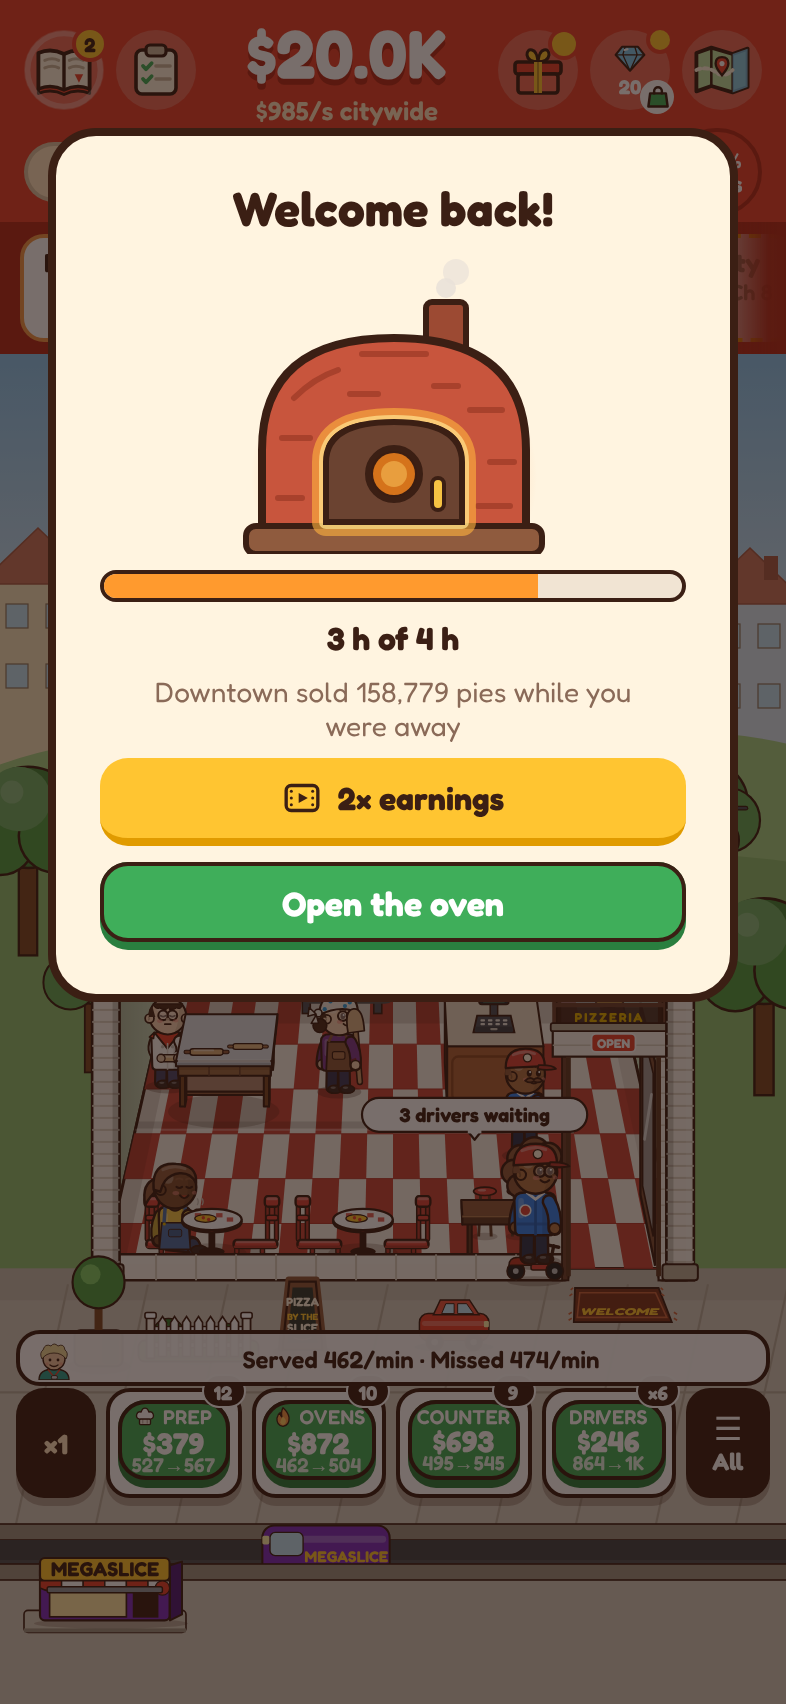 2
$20.0K
$985/s citywide
20
Welcome back!
3 h of 4 h
Downtown sold 158,779 pies while you
were away
2x earnings
Open the oven
PIZZERIA
OPEN
3 drivers waiting
PIZZA
BY THE
SLICE
WELCOME
Served 462/min · Missed 474/min
12
10
9
x6
x1
PREP
$379
527→567
OVENS
$872
462→504
COUNTER
$693
495→545
DRIVERS
$246
864→1K
All
MEGASLICE
MEGASLICE